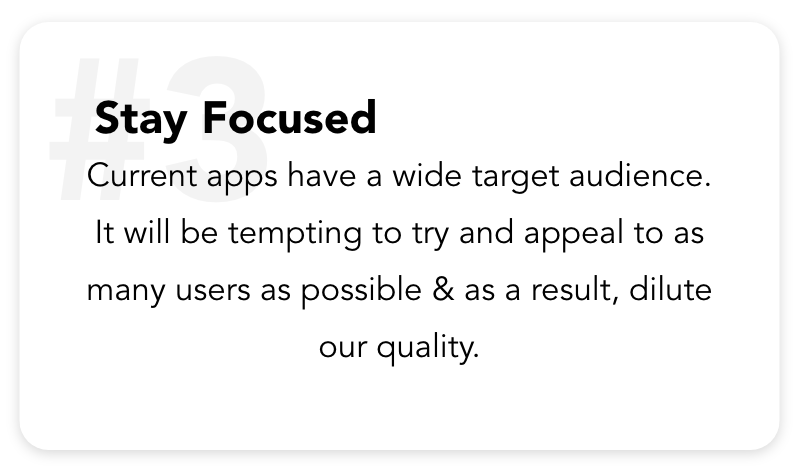 #3
Stay Focused
Current apps have a wide target audience.
It will be tempting to try and appeal to as
many users as possible & as a result, dilute
our quality.